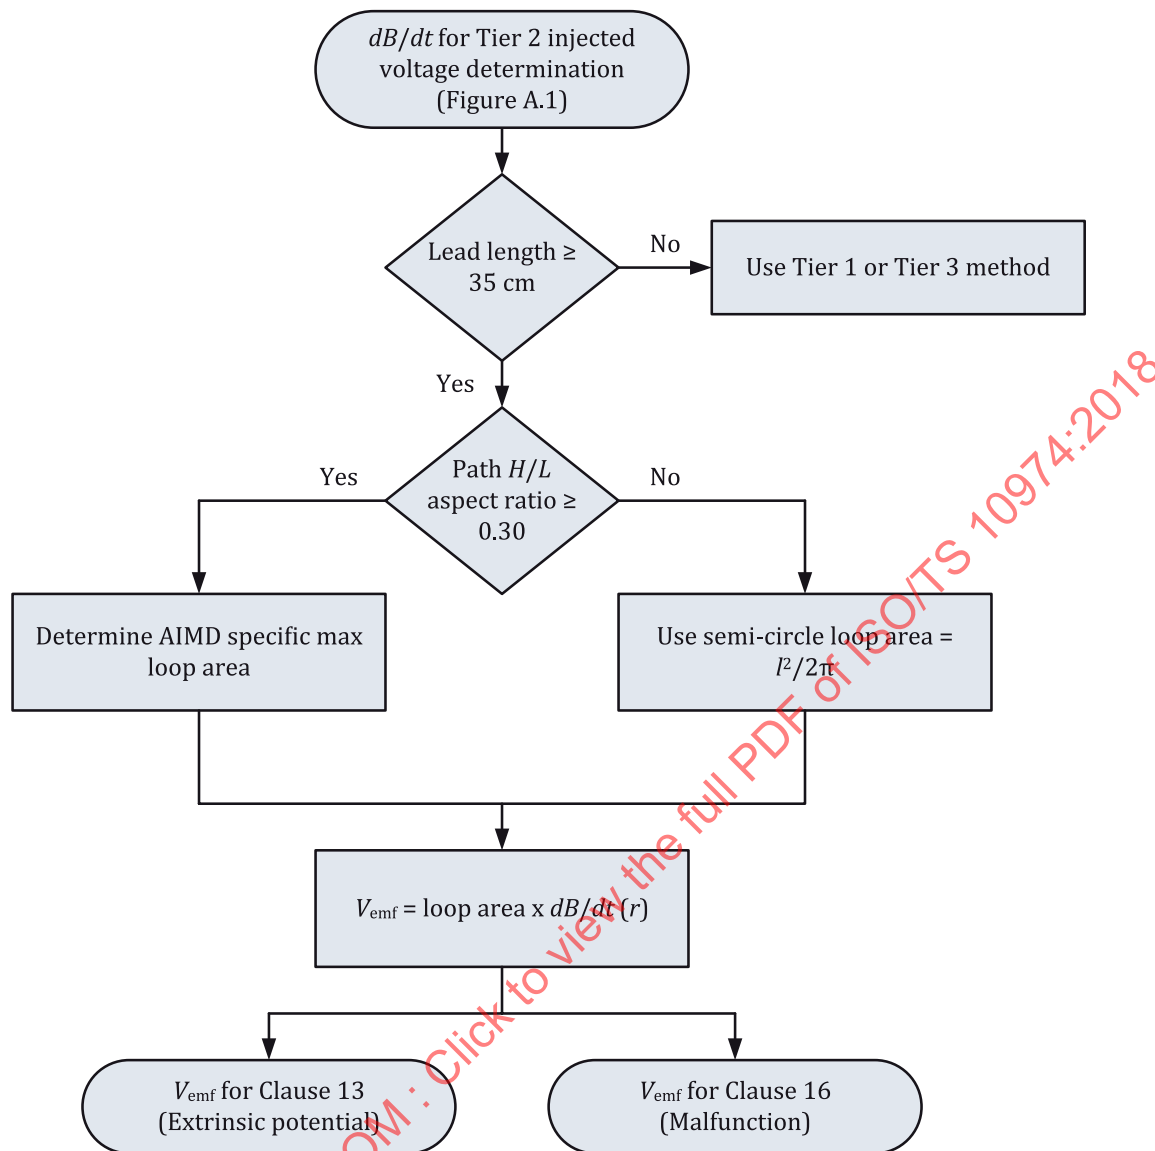 dB/dt for Tier 2 injected
voltage determination
(Figure A.1)
Lead length ≥
35 cm
No
Use Tier 1 or Tier 3 method
Yes
Path H/L
aspect ratio ≥
0.30
Yes
No
Determine AIMD specific max
loop area
Use semi-circle loop area =
l²/2π
Vemf = loop area x dB/dt (r)
Vemf for Clause 13
(Extrinsic potential)
Vemf for Clause 16
(Malfunction)
OM : Click to view the full PDF of ISO/TS 10974:2018